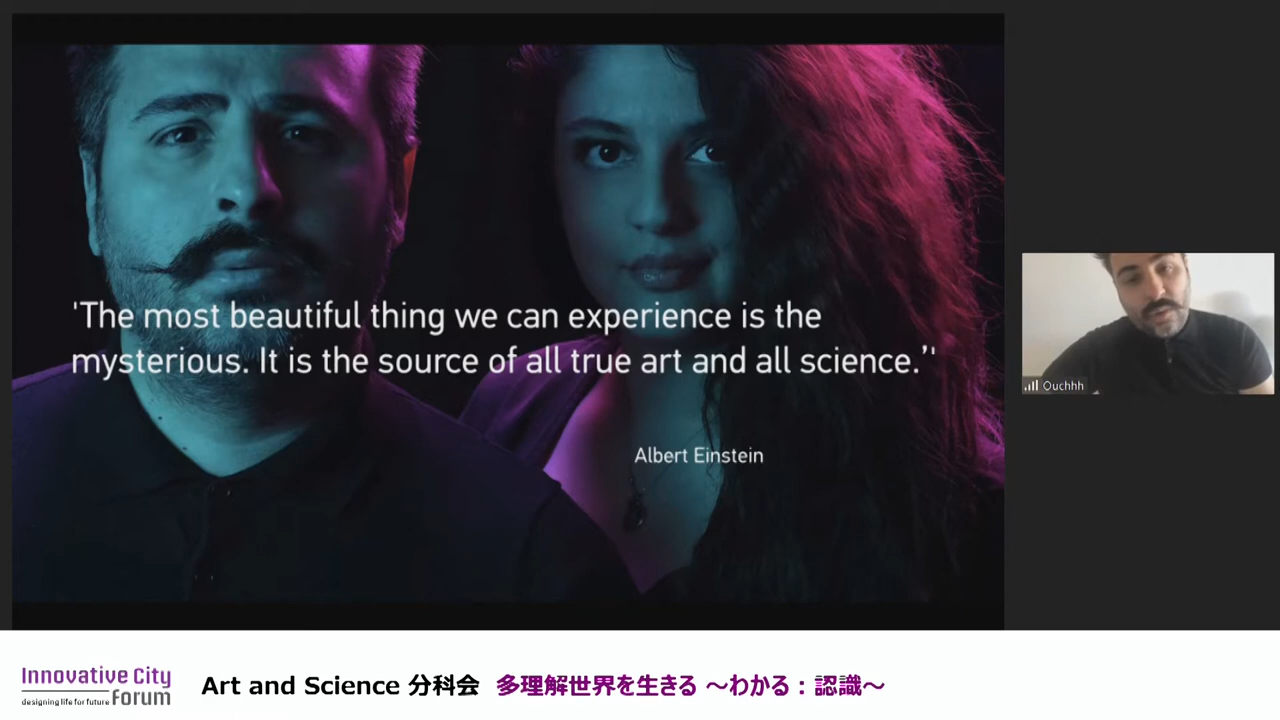 'The most beautiful thing we can experience is the
mysterious. It is the source of all true art and all science.’'
Albert Einstein
Ouchhh
Innovative City
designing life for future Forum
Art and Science 分科会 多理解世界を生きる ～わかる：認識～